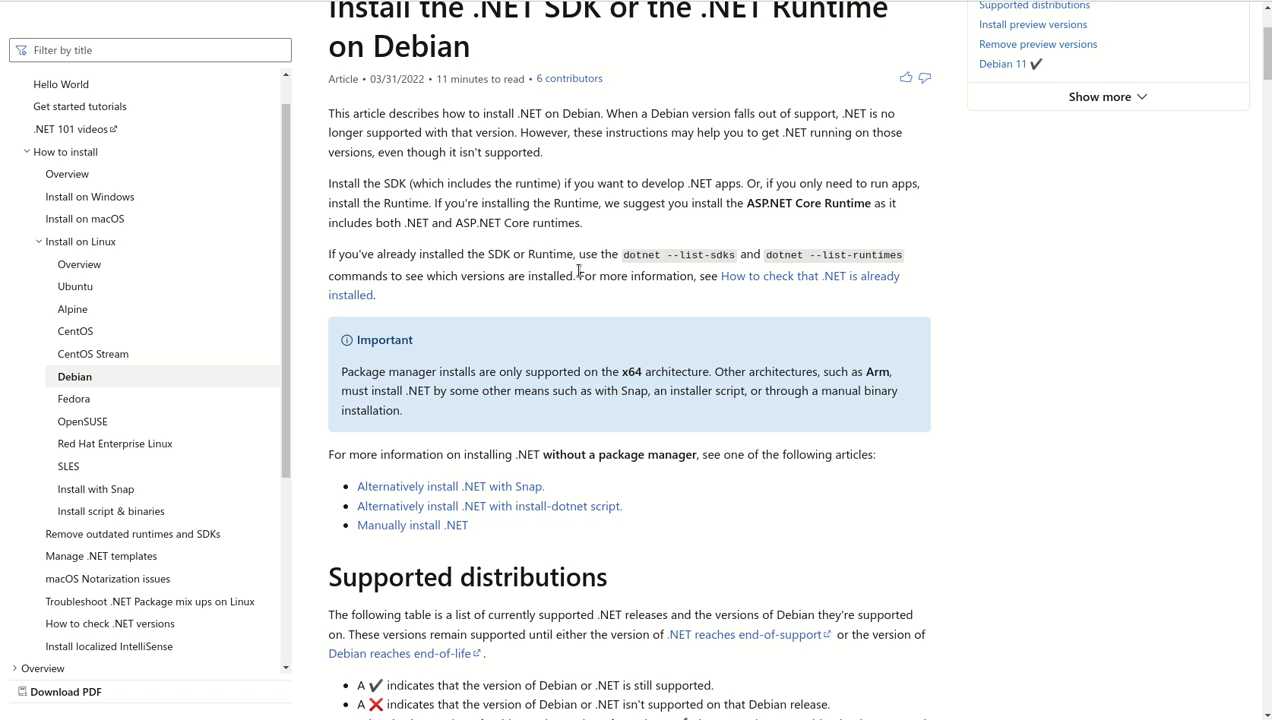 Install the .NET SDK or the .NET Runtime
on Debian
Article • 03/31/2022 • 11 minutes to read • 6 contributors
This article describes how to install .NET on Debian. When a Debian version falls out of support, .NET is no
longer supported with that version. However, these instructions may help you to get .NET running on those
versions, even though it isn't supported.
Install the SDK (which includes the runtime) if you want to develop .NET apps. Or, if you only need to run apps,
install the Runtime. If you're installing the Runtime, we suggest you install the ASP.NET Core Runtime as it
includes both .NET and ASP.NET Core runtimes.
If you've already installed the SDK or Runtime, use the dotnet --list-sdks and dotnet --list-runtimes
commands to see which versions are installed. For more information, see How to check that .NET is already
installed.
Important
Package manager installs are only supported on the x64 architecture. Other architectures, such as Arm,
must install .NET by some other means such as with Snap, an installer script, or through a manual binary
installation.
For more information on installing .NET without a package manager, see one of the following articles:
• Alternatively install .NET with Snap.
• Alternatively install .NET with install-dotnet script.
• Manually install .NET
Supported distributions
The following table is a list of currently supported .NET releases and the versions of Debian they're supported
on. These versions remain supported until either the version of .NET reaches end-of-support or the version of
Debian reaches end-of-life .
• A ✔ indicates that the version of Debian or .NET is still supported.
• A ❌ indicates that the version of Debian or .NET isn't supported on that Debian release.
Filter by title
Hello World
Get started tutorials
.NET 101 videos
How to install
Overview
Install on Windows
Install on macOS
Install on Linux
Overview
Ubuntu
Alpine
CentOS
CentOS Stream
Debian
Fedora
OpenSUSE
Red Hat Enterprise Linux
SLES
Install with Snap
Install script & binaries
Remove outdated runtimes and SDKs
Manage .NET templates
macOS Notarization issues
Troubleshoot .NET Package mix ups on Linux
How to check .NET versions
Install localized IntelliSense
Overview
Download PDF
Supported distributions
Install preview versions
Remove preview versions
Debian 11 ✔
Show more